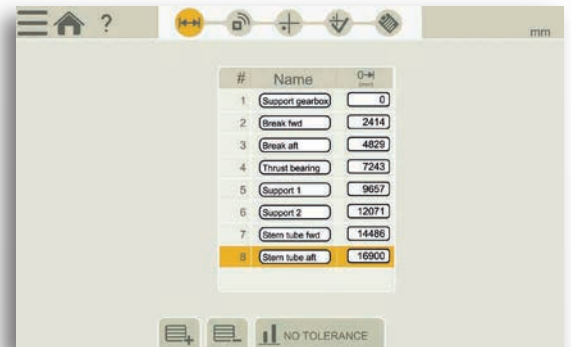 ?
mm
# Name 0
(mm)
1 Support gearbox 0
2 Break fwd 2414
3 Break aft 4829
4 Thrust bearing 7243
5 Support 1 9657
6 Support 2 12071
7 Stern tube fwd 14486
8 Stern tube aft 16900
NO TOLERANCE